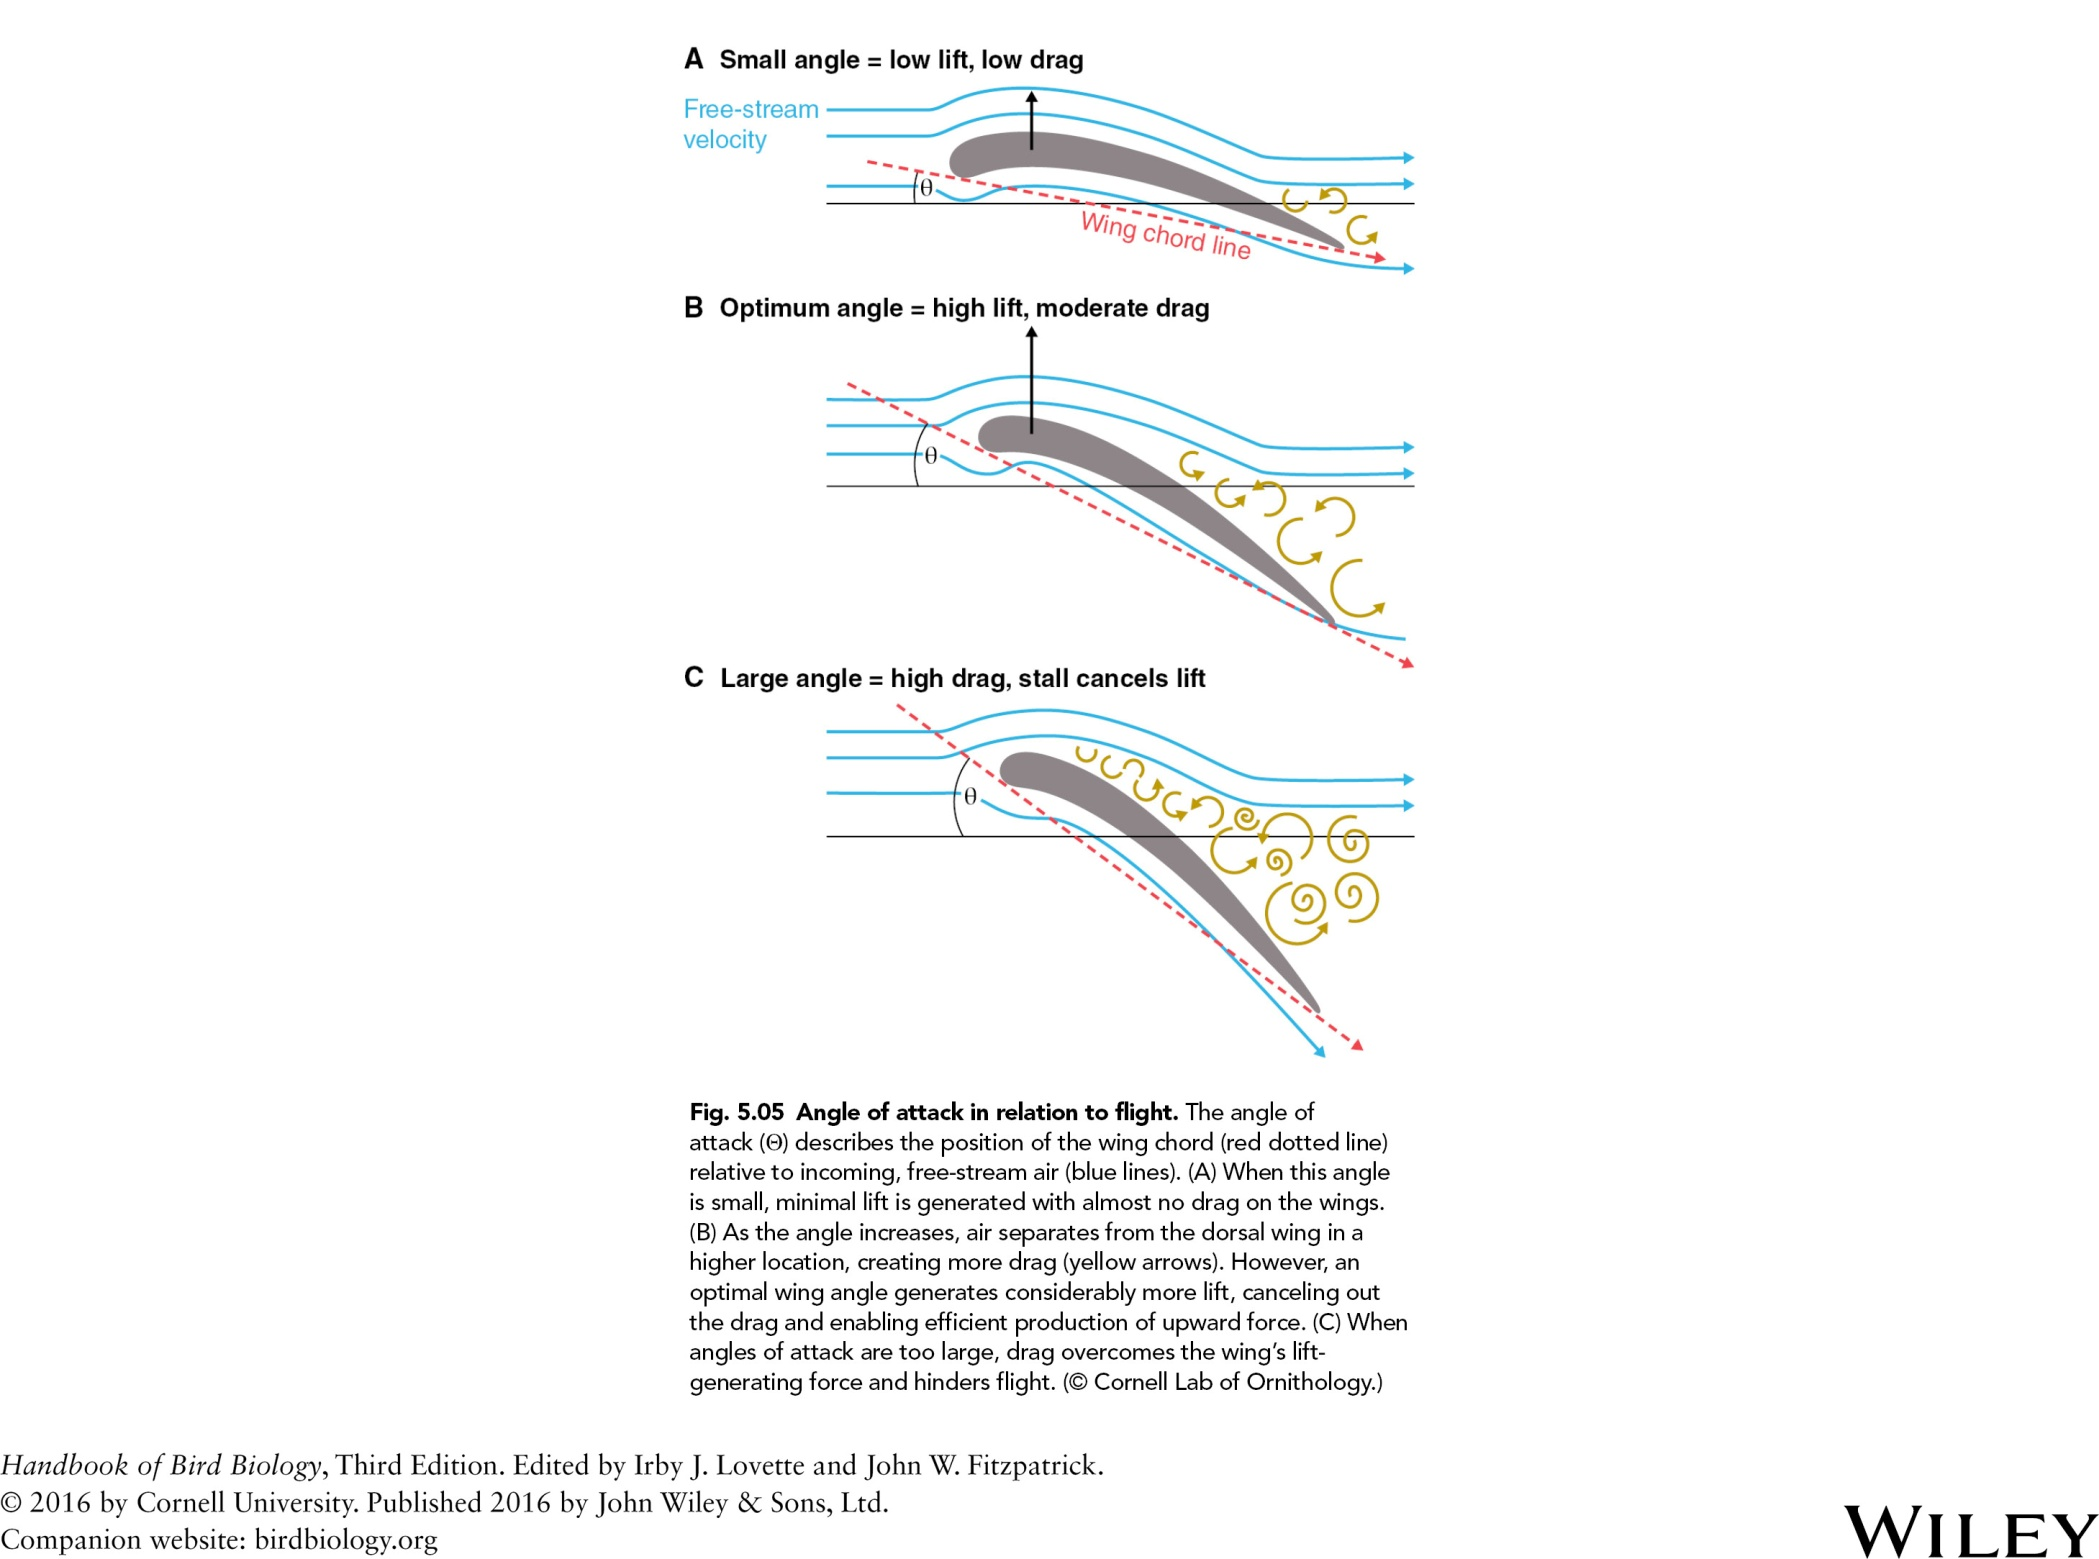 A Small angle = low lift, low drag
Free-stream
velocity
θ
Wing chord line
B Optimum angle = high lift, moderate drag
θ
C Large angle = high drag, stall cancels lift
θ
Fig. 5.05 Angle of attack in relation to flight. The angle of
attack (Θ) describes the position of the wing chord (red dotted line)
relative to incoming, free-stream air (blue lines). (A) When this angle
is small, minimal lift is generated with almost no drag on the wings.
(B) As the angle increases, air separates from the dorsal wing in a
higher location, creating more drag (yellow arrows). However, an
optimal wing angle generates considerably more lift, canceling out
the drag and enabling efficient production of upward force. (C) When
angles of attack are too large, drag overcomes the wing’s lift-
generating force and hinders flight. (© Cornell Lab of Ornithology.)
Handbook of Bird Biology, Third Edition. Edited by Irby J. Lovette and John W. Fitzpatrick.
© 2016 by Cornell University. Published 2016 by John Wiley & Sons, Ltd.
Companion website: birdbiology.org
WILEY